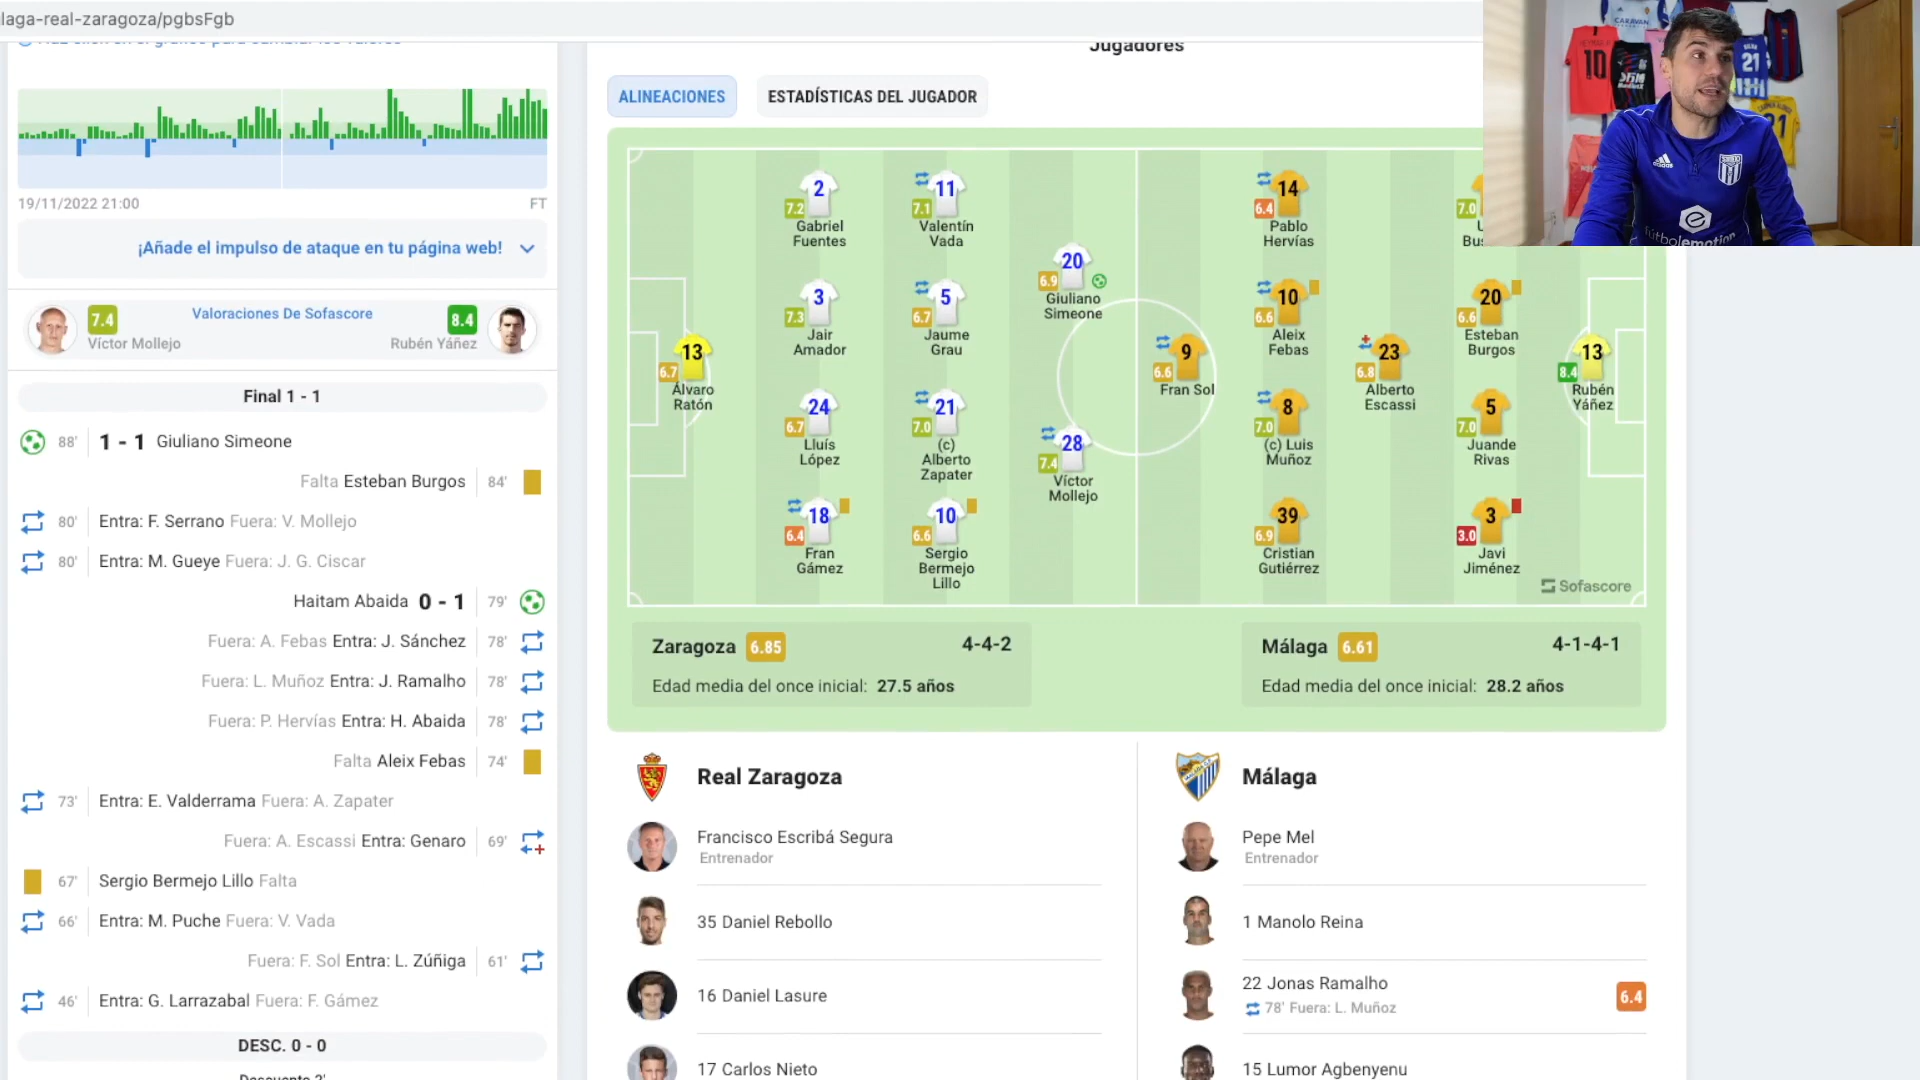 laga-real-zaragoza/pgbsFgb
19/11/2022 21:00
FT
¡Añade el impulso de ataque en tu página web!
7.4
Víctor Mollejo
Valoraciones De Sofascore
8.4
Rubén Yáñez
Final 1 - 1
88' 1 - 1 Giuliano Simeone
Falta Esteban Burgos 84'
80' Entra: F. Serrano Fuera: V. Mollejo
80' Entra: M. Gueye Fuera: J. G. Ciscar
Haitam Abaida 0 - 1 79'
Fuera: A. Febas Entra: J. Sánchez 78'
Fuera: L. Muñoz Entra: J. Ramalho 78'
Fuera: P. Hervías Entra: H. Abaida 78'
Falta Aleix Febas 74'
73' Entra: E. Valderrama Fuera: A. Zapater
Fuera: A. Escassi Entra: Genaro 69'
67' Sergio Bermejo Lillo Falta
66' Entra: M. Puche Fuera: V. Vada
Fuera: F. Sol Entra: L. Zúñiga 61'
46' Entra: G. Larrazabal Fuera: F. Gámez
DESC. 0 - 0
Descuento 2'
Jugadores
ALINEACIONES
ESTADÍSTICAS DEL JUGADOR
13
6.7
Álvaro
Ratón
2
7.2
Gabriel
Fuentes
3
7.3
Jair
Amador
24
6.7
Lluís
López
18
6.4
Fran
Gámez
11
7.1
Valentín
Vada
5
6.7
Jaume
Grau
21
7.0
(c)
Alberto
Zapater
10
6.6
Sergio
Bermejo
Lillo
20
6.9
Giuliano
Simeone
28
7.4
Víctor
Mollejo
9
6.6
Fran Sol
14
6.4
Pablo
Hervías
10
6.6
Aleix
Febas
8
7.0
(c) Luis
Muñoz
39
6.9
Cristian
Gutiérrez
23
6.8
Alberto
Escassi
7.0
20
6.6
Esteban
Burgos
5
7.0
Juande
Rivas
3
3.0
Javi
Jiménez
13
8.4
Rubén
Yáñez
Sofascore
Zaragoza 6.85 4-4-2
Edad media del once inicial: 27.5 años
Málaga 6.61 4-1-4-1
Edad media del once inicial: 28.2 años
Real Zaragoza
Francisco Escribá Segura
Entrenador
35 Daniel Rebollo
16 Daniel Lasure
17 Carlos Nieto
Málaga
Pepe Mel
Entrenador
1 Manolo Reina
22 Jonas Ramalho
78' Fuera: L. Muñoz
6.4
15 Lumor Agbenyenu
CARAVAN
10
21
21
adidas
fútbolemotion